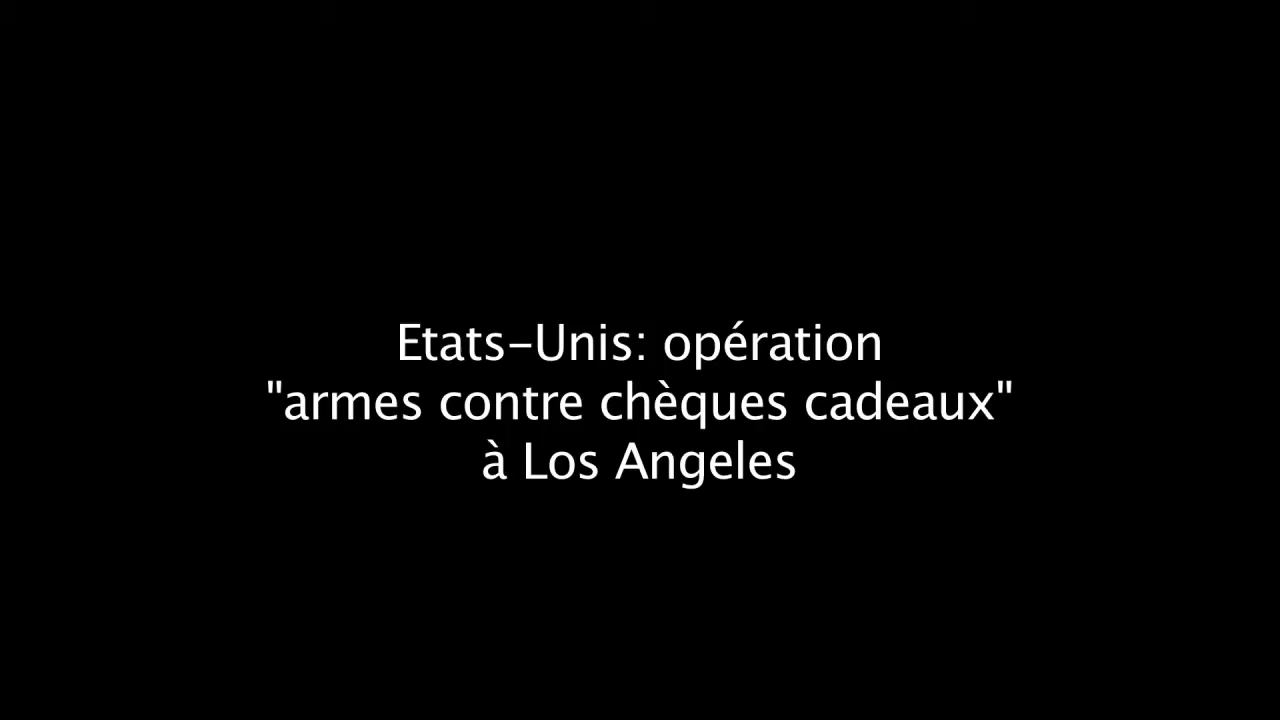 Etats-Unis: opération
"armes contre chèques cadeaux"
à Los Angeles